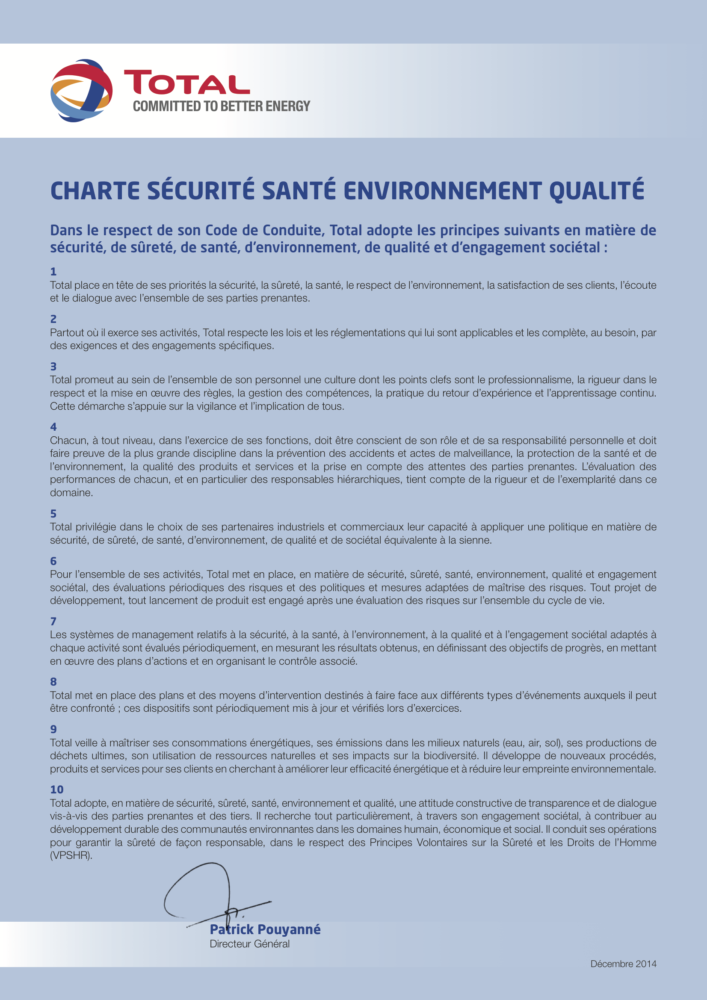 TOTAL
COMMITTED TO BETTER ENERGY
CHARTE SÉCURITÉ SANTÉ ENVIRONNEMENT QUALITÉ
Dans le respect de son Code de Conduite, Total adopte les principes suivants en matière de
sécurité, de sûreté, de santé, d’environnement, de qualité et d’engagement sociétal :
1
Total place en tête de ses priorités la sécurité, la sûreté, la santé, le respect de l’environnement, la satisfaction de ses clients, l’écoute
et le dialogue avec l’ensemble de ses parties prenantes.
2
Partout où il exerce ses activités, Total respecte les lois et les réglementations qui lui sont applicables et les complète, au besoin, par
des exigences et des engagements spécifiques.
3
Total promeut au sein de l’ensemble de son personnel une culture dont les points clefs sont le professionnalisme, la rigueur dans le
respect et la mise en œuvre des règles, la gestion des compétences, la pratique du retour d’expérience et l’apprentissage continu.
Cette démarche s’appuie sur la vigilance et l’implication de tous.
4
Chacun, à tout niveau, dans l’exercice de ses fonctions, doit être conscient de son rôle et de sa responsabilité personnelle et doit
faire preuve de la plus grande discipline dans la prévention des accidents et actes de malveillance, la protection de la santé et de
l’environnement, la qualité des produits et services et la prise en compte des attentes des parties prenantes. L’évaluation des
performances de chacun, et en particulier des responsables hiérarchiques, tient compte de la rigueur et de l’exemplarité dans ce
domaine.
5
Total privilégie dans le choix de ses partenaires industriels et commerciaux leur capacité à appliquer une politique en matière de
sécurité, de sûreté, de santé, d’environnement, de qualité et de sociétal équivalente à la sienne.
6
Pour l’ensemble de ses activités, Total met en place, en matière de sécurité, sûreté, santé, environnement, qualité et engagement
sociétal, des évaluations périodiques des risques et des politiques et mesures adaptées de maîtrise des risques. Tout projet de
développement, tout lancement de produit est engagé après une évaluation des risques sur l’ensemble du cycle de vie.
7
Les systèmes de management relatifs à la sécurité, à la santé, à l’environnement, à la qualité et à l’engagement sociétal adaptés à
chaque activité sont évalués périodiquement, en mesurant les résultats obtenus, en définissant des objectifs de progrès, en mettant
en œuvre des plans d’actions et en organisant le contrôle associé.
8
Total met en place des plans et des moyens d’intervention destinés à faire face aux différents types d’événements auxquels il peut
être confronté ; ces dispositifs sont périodiquement mis à jour et vérifiés lors d’exercices.
9
Total veille à maîtriser ses consommations énergétiques, ses émissions dans les milieux naturels (eau, air, sol), ses productions de
déchets ultimes, son utilisation de ressources naturelles et ses impacts sur la biodiversité. Il développe de nouveaux procédés,
produits et services pour ses clients en cherchant à améliorer leur efficacité énergétique et à réduire leur empreinte environnementale.
10
Total adopte, en matière de sécurité, sûreté, santé, environnement et qualité, une attitude constructive de transparence et de dialogue
vis-à-vis des parties prenantes et des tiers. Il recherche tout particulièrement, à travers son engagement sociétal, à contribuer au
développement durable des communautés environnantes dans les domaines humain, économique et social. Il conduit ses opérations
pour garantir la sûreté de façon responsable, dans le respect des Principes Volontaires sur la Sûreté et les Droits de l’Homme
(VPSHR).
Patrick Pouyanné
Directeur Général
Décembre 2014